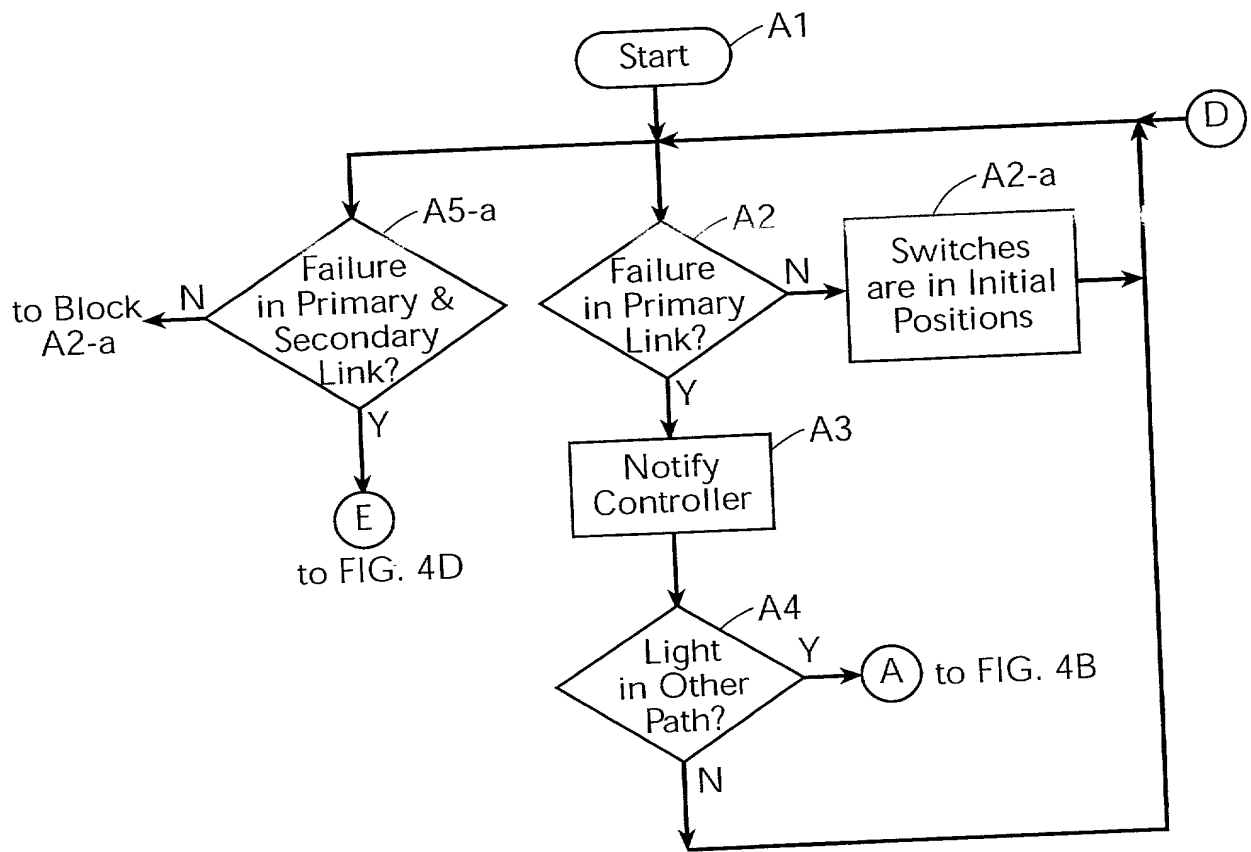 Start
A1
D
A5-a
A2
A2-a
Failure
in Primary &
Secondary
Link?
N
to Block
A2-a
Y
E
to FIG. 4D
Failure
in Primary
Link?
N
Switches
are in Initial
Positions
Y
A3
Notify
Controller
A4
Light
in Other
Path?
Y
A
to FIG. 4B
N